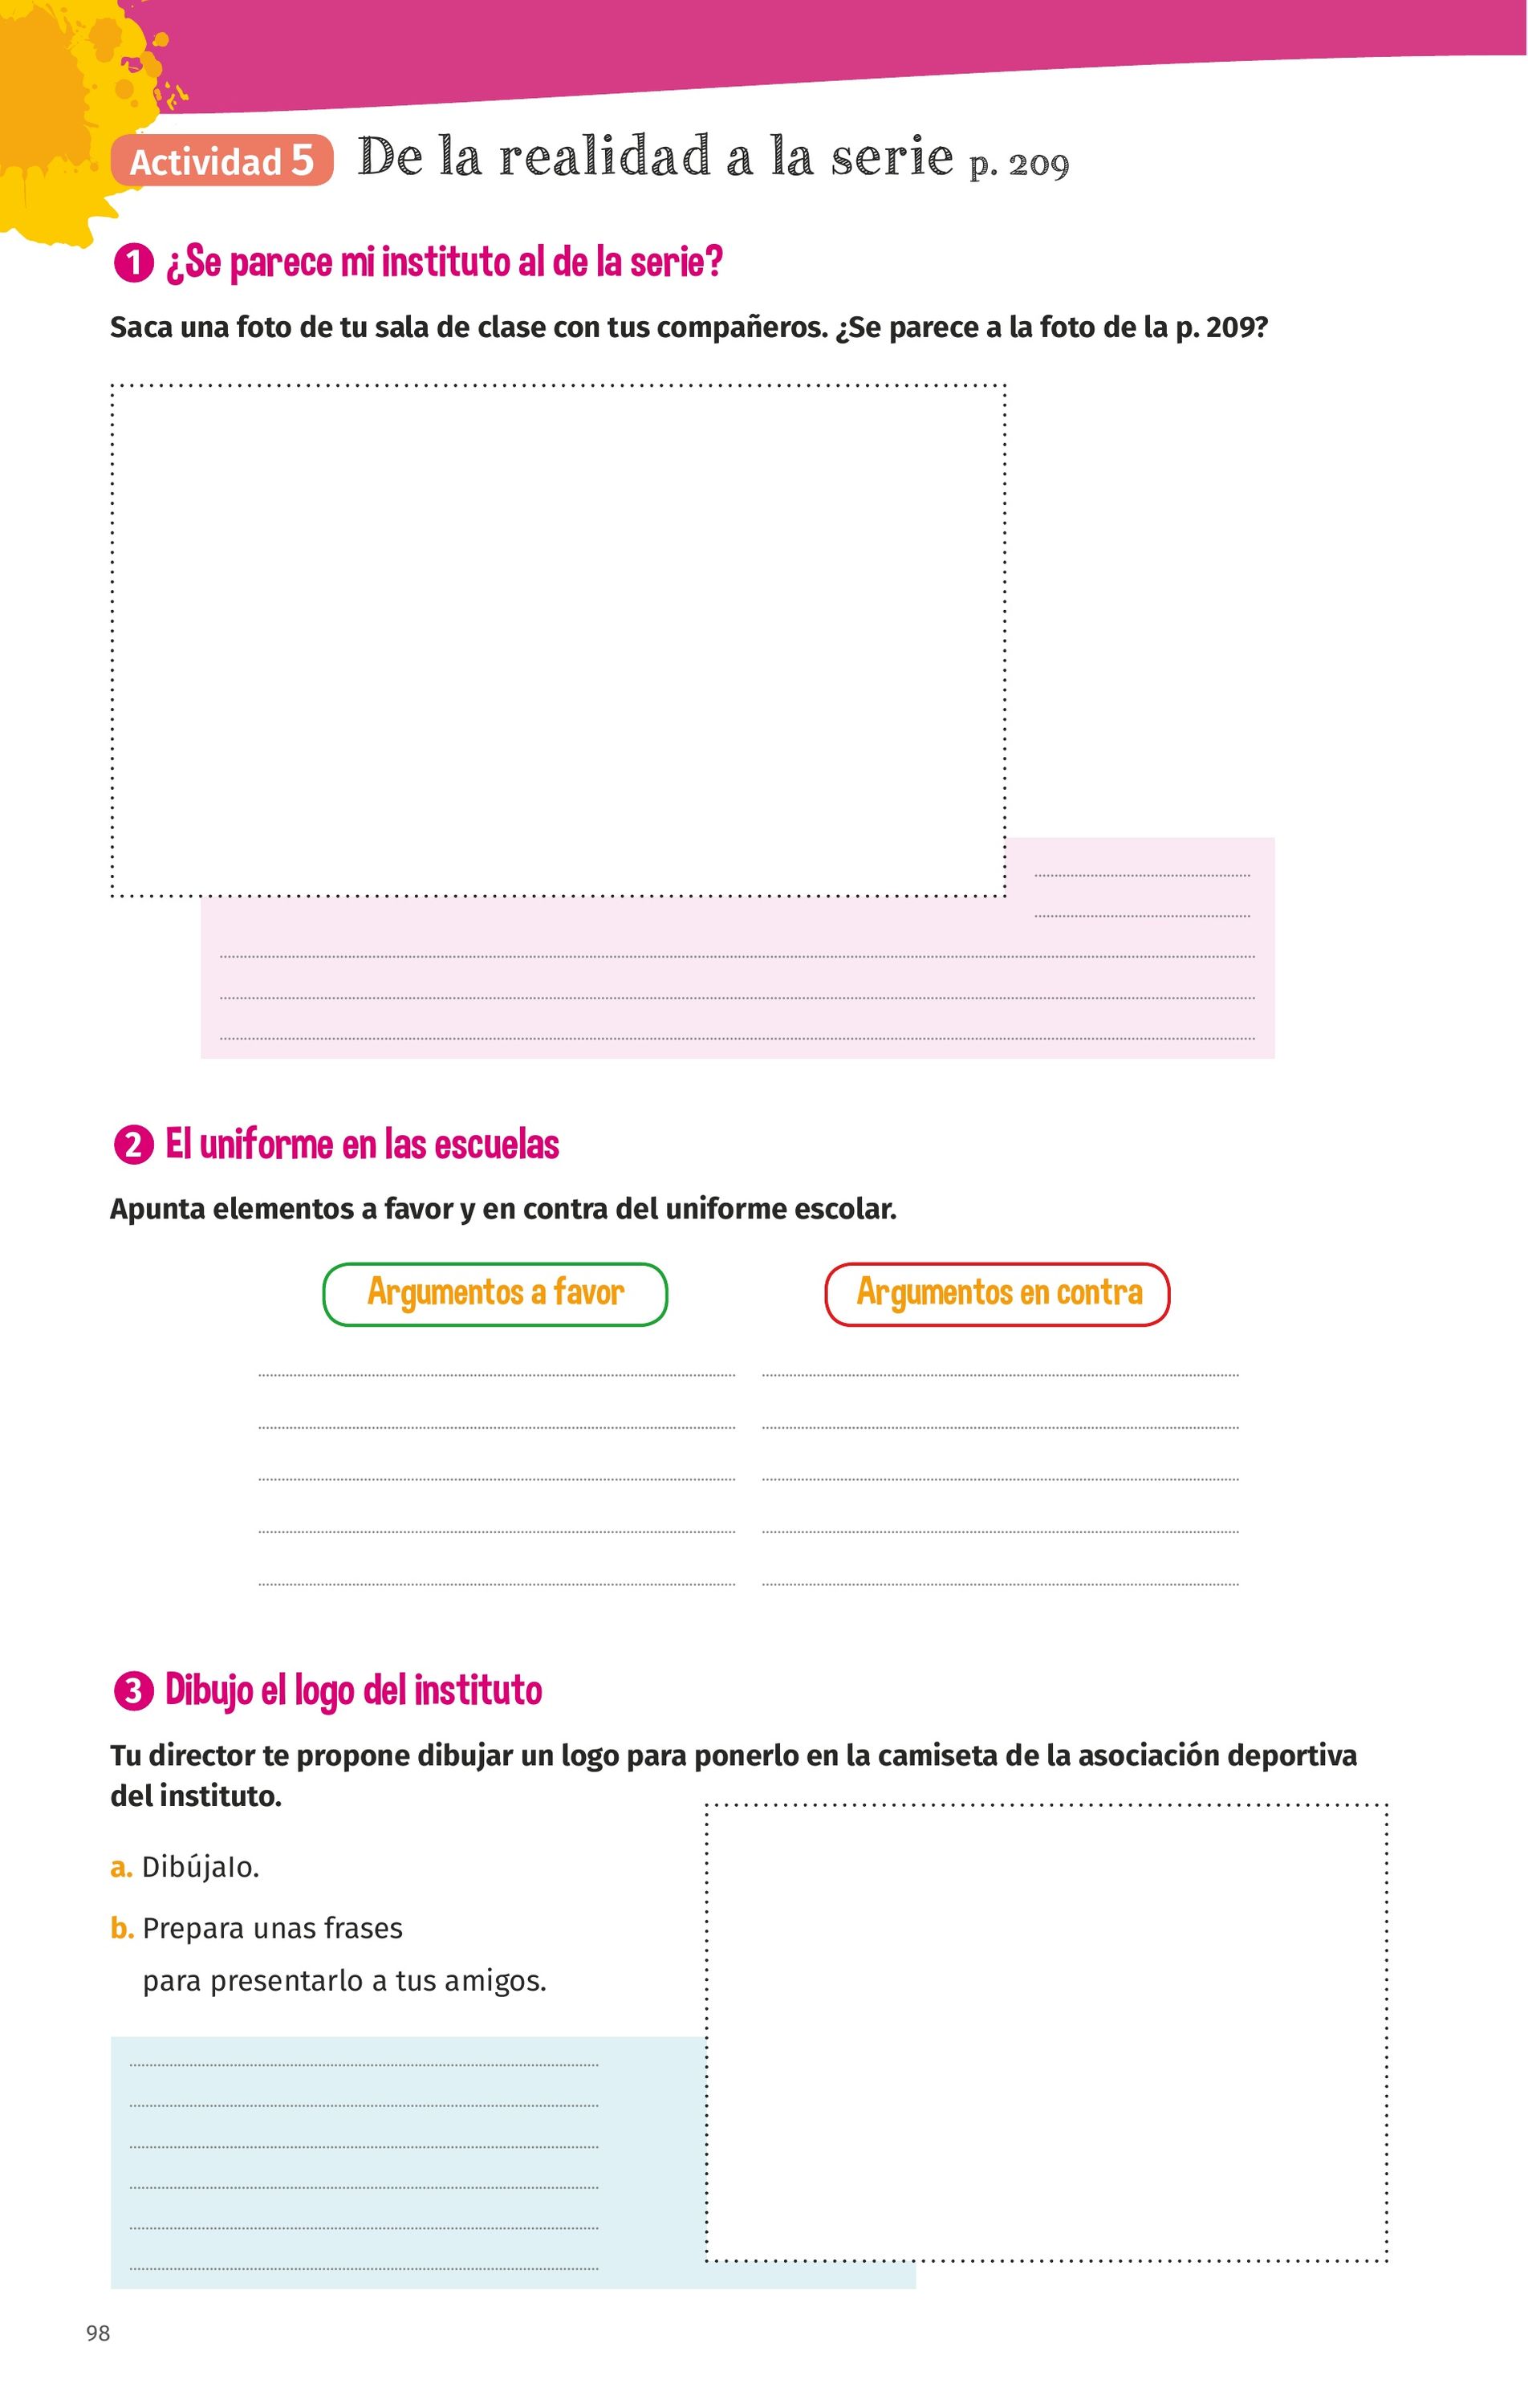 Actividad 5 De la realidad a la serie p. 209
1 ¿Se parece mi instituto al de la serie?
Saca una foto de tu sala de clase con tus compañeros. ¿Se parece a la foto de la p. 209?
2 El uniforme en las escuelas
Apunta elementos a favor y en contra del uniforme escolar.
Argumentos a favor
Argumentos en contra
3 Dibujo el logo del instituto
Tu director te propone dibujar un logo para ponerlo en la camiseta de la asociación deportiva
del instituto.
a. Dibújalo.
b. Prepara unas frases
para presentarlo a tus amigos.
98